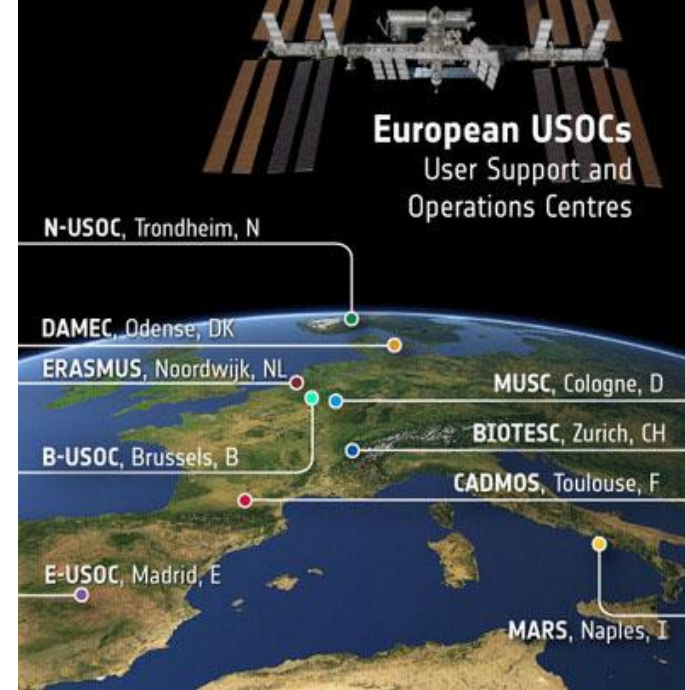 European USOCs
User Support and
Operations Centres
N-USOC, Trondheim, N
DAMEC, Odense, DK
ERASMUS, Noordwijk, NL
MUSC, Cologne, D
BIOTESC, Zurich, CH
B-USOC, Brussels, B
CADMOS, Toulouse, F
E-USOC, Madrid, E
MARS, Naples, I